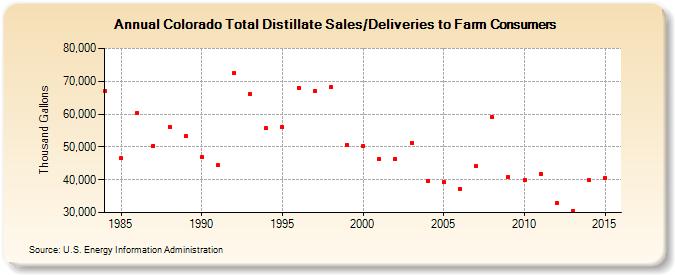 Annual Colorado Total Distillate Sales/Deliveries to Farm Consumers
Thousand Gallons
80,000
70,000
60,000
50,000
40,000
30,000
1985 1990 1995 2000 2005 2010 2015
Source: U.S. Energy Information Administration